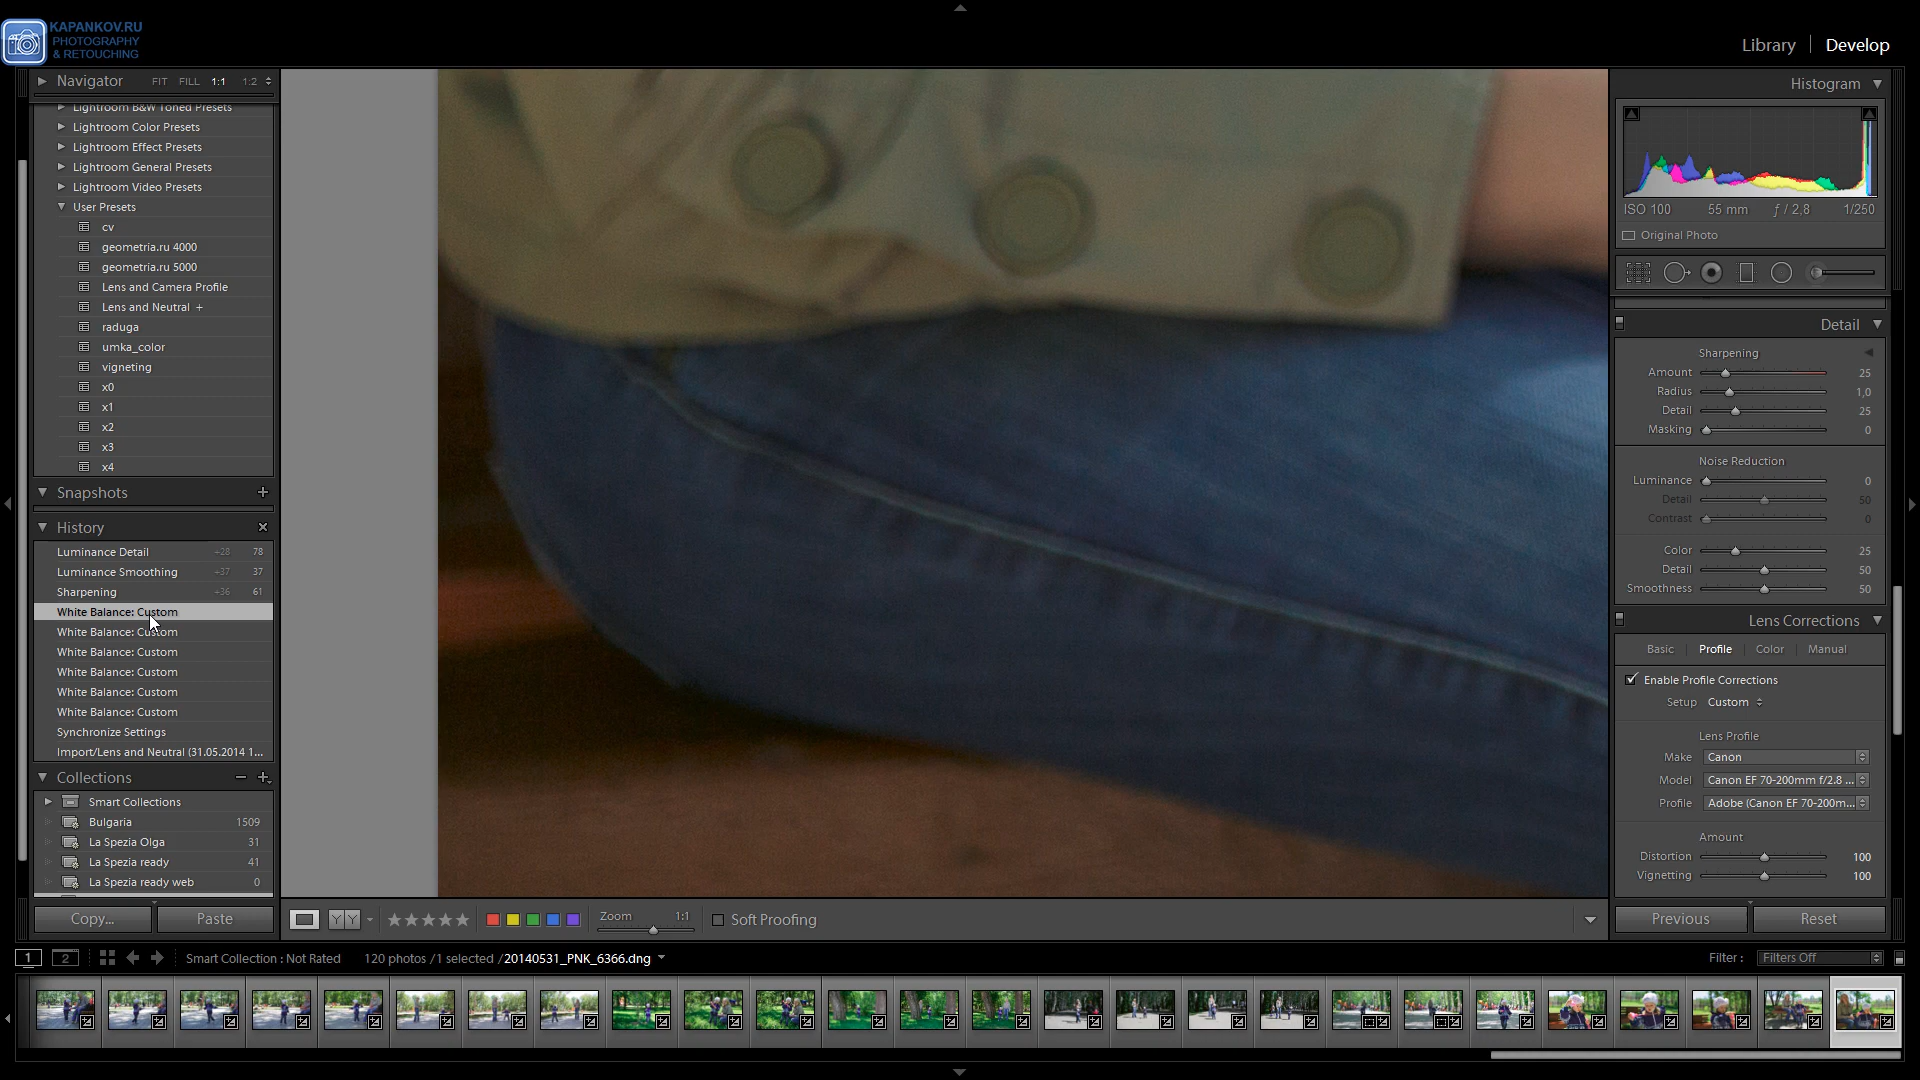 KAPANKOV.RU
PHOTOGRAPHY
& RETOUCHING
Library | Develop
Navigator FIT FILL 1:1 1:2
Lightroom B&W Toned Presets
Lightroom Color Presets
Lightroom Effect Presets
Lightroom General Presets
Lightroom Video Presets
User Presets
cv
geometria.ru 4000
geometria.ru 5000
Lens and Camera Profile
Lens and Neutral +
raduga
umka_color
vigneting
x0
x1
x2
x3
x4
Snapshots +
History
Luminance Detail +28 78
Luminance Smoothing +37 37
Sharpening +36 61
White Balance: Custom
White Balance: Custom
White Balance: Custom
White Balance: Custom
White Balance: Custom
White Balance: Custom
Synchronize Settings
Import/Lens and Neutral (31.05.2014 1...
Collections
Smart Collections
Bulgaria 1509
La Spezia Olga 31
La Spezia ready 41
La Spezia ready web 0
Copy... Paste
YY
Zoom 1:1
Soft Proofing
Histogram
ISO 100 55 mm ƒ / 2,8 1/250
Original Photo
Detail
Sharpening
Amount 25
Radius 1,0
Detail 25
Masking 0
Noise Reduction
Luminance 0
Detail 50
Contrast 0
Color 25
Detail 50
Smoothness 50
Lens Corrections
Basic | Profile | Color | Manual
Enable Profile Corrections
Setup Custom
Lens Profile
Make Canon
Model Canon EF 70-200mm f/2.8 ...
Profile Adobe (Canon EF 70-200m...
Amount
Distortion 100
Vignetting 100
Previous Reset
1 2 Smart Collection : Not Rated 120 photos /1 selected /20140531_PNK_6366.dng
Filter : Filters Off